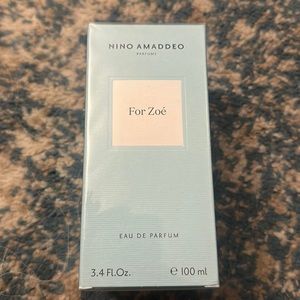 NINO AMADDEO
PARFUMS
For Zoé
EAU DE PARFUM
3.4 FL.Oz. ℮ 100 ml